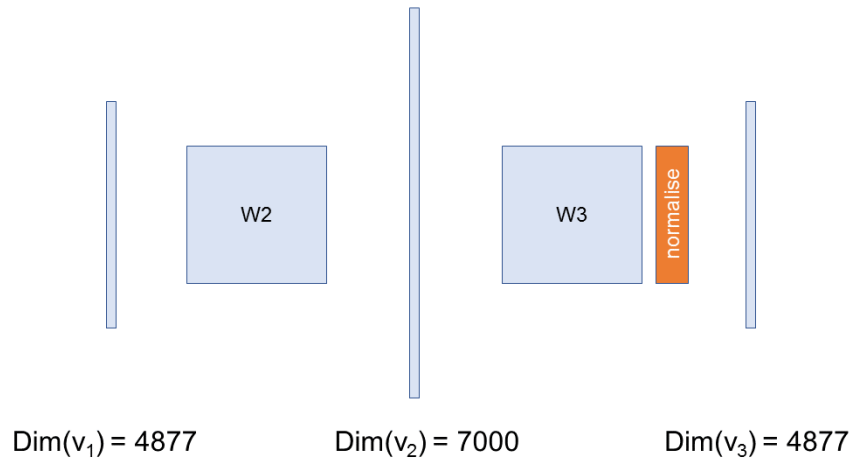 W2
W3
normalise
Dim(v₁) = 4877
Dim(v₂) = 7000
Dim(v₃) = 4877